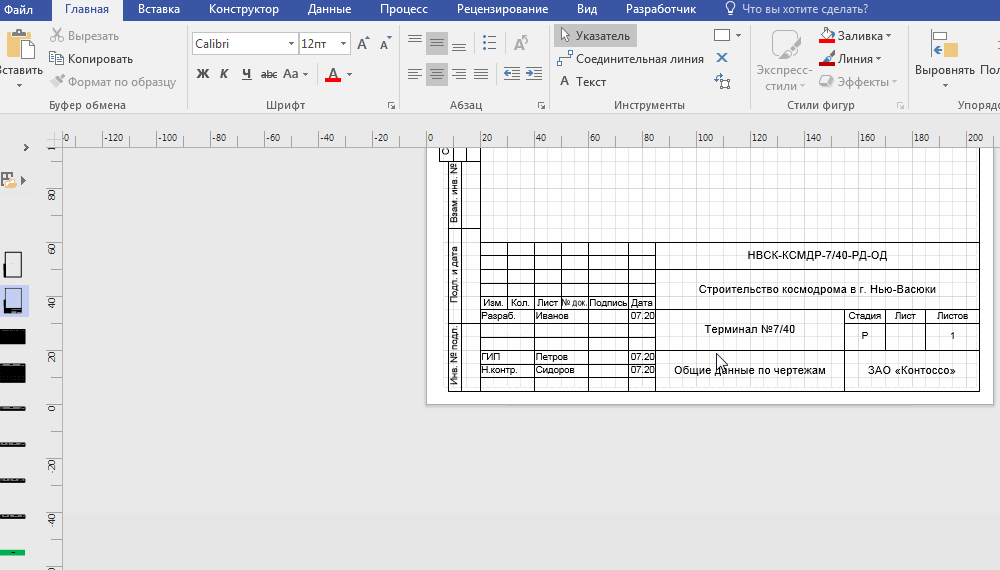 Файл Главная Вставка Конструктор Данные Процесс Рецензирование Вид Разработчик Что вы хотите сделать?
Вырезать
Копировать
Формат по образцу
Буфер обмена
Calibri 12пт A A
Ж К Ч abc Aa A
Шрифт
Абзац
Указатель
Соединительная линия
A Текст
Инструменты
Экспресс-
стили
Заливка
Линия
Эффекты
Стили фигур
Выровнять
-120 -100 -80 -60 -40 -20 0 20 40 60 80 100 120 140 160 180 200
80
60
40
20
0
-20
-40
Взам. инв. №
Подп. и дата
Инв. № подл.
НВСК-КСМДР-7/40-РД-ОД
Строительство космодрома в г. Нью-Васюки
Изм. Кол. Лист № док. Подпись Дата
Разраб. Иванов 07.20
Терминал №7/40
Стадия Лист Листов
Р 1
ГИП Петров 07.20
Н.контр. Сидоров 07.20
Общие данные по чертежам
ЗАО «Контоссо»